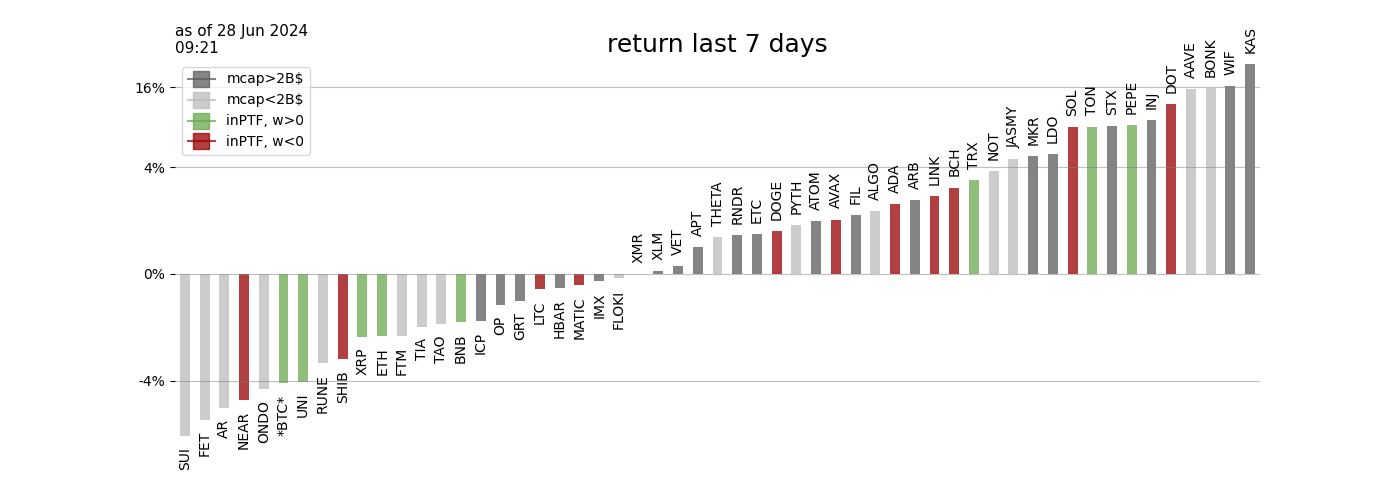 as of 28 Jun 2024
09:21
return last 7 days
mcap>2B$
mcap<2B$
inPTF, w>0
inPTF, w<0
16%
4%
0%
-4%
SUI
FET
AR
NEAR
ONDO
*BTC*
UNI
RUNE
SHIB
XRP
ETH
FTM
TIA
TAO
BNB
ICP
OP
GRT
LTC
HBAR
MATIC
IMX
FLOKI
XMR
XLM
VET
APT
THETA
RNDR
ETC
DOGE
PYTH
ATOM
AVAX
FIL
ALGO
ADA
ARB
LINK
BCH
TRX
NOT
JASMY
MKR
LDO
SOL
TON
STX
PEPE
INJ
DOT
AAVE
BONK
WIF
KAS